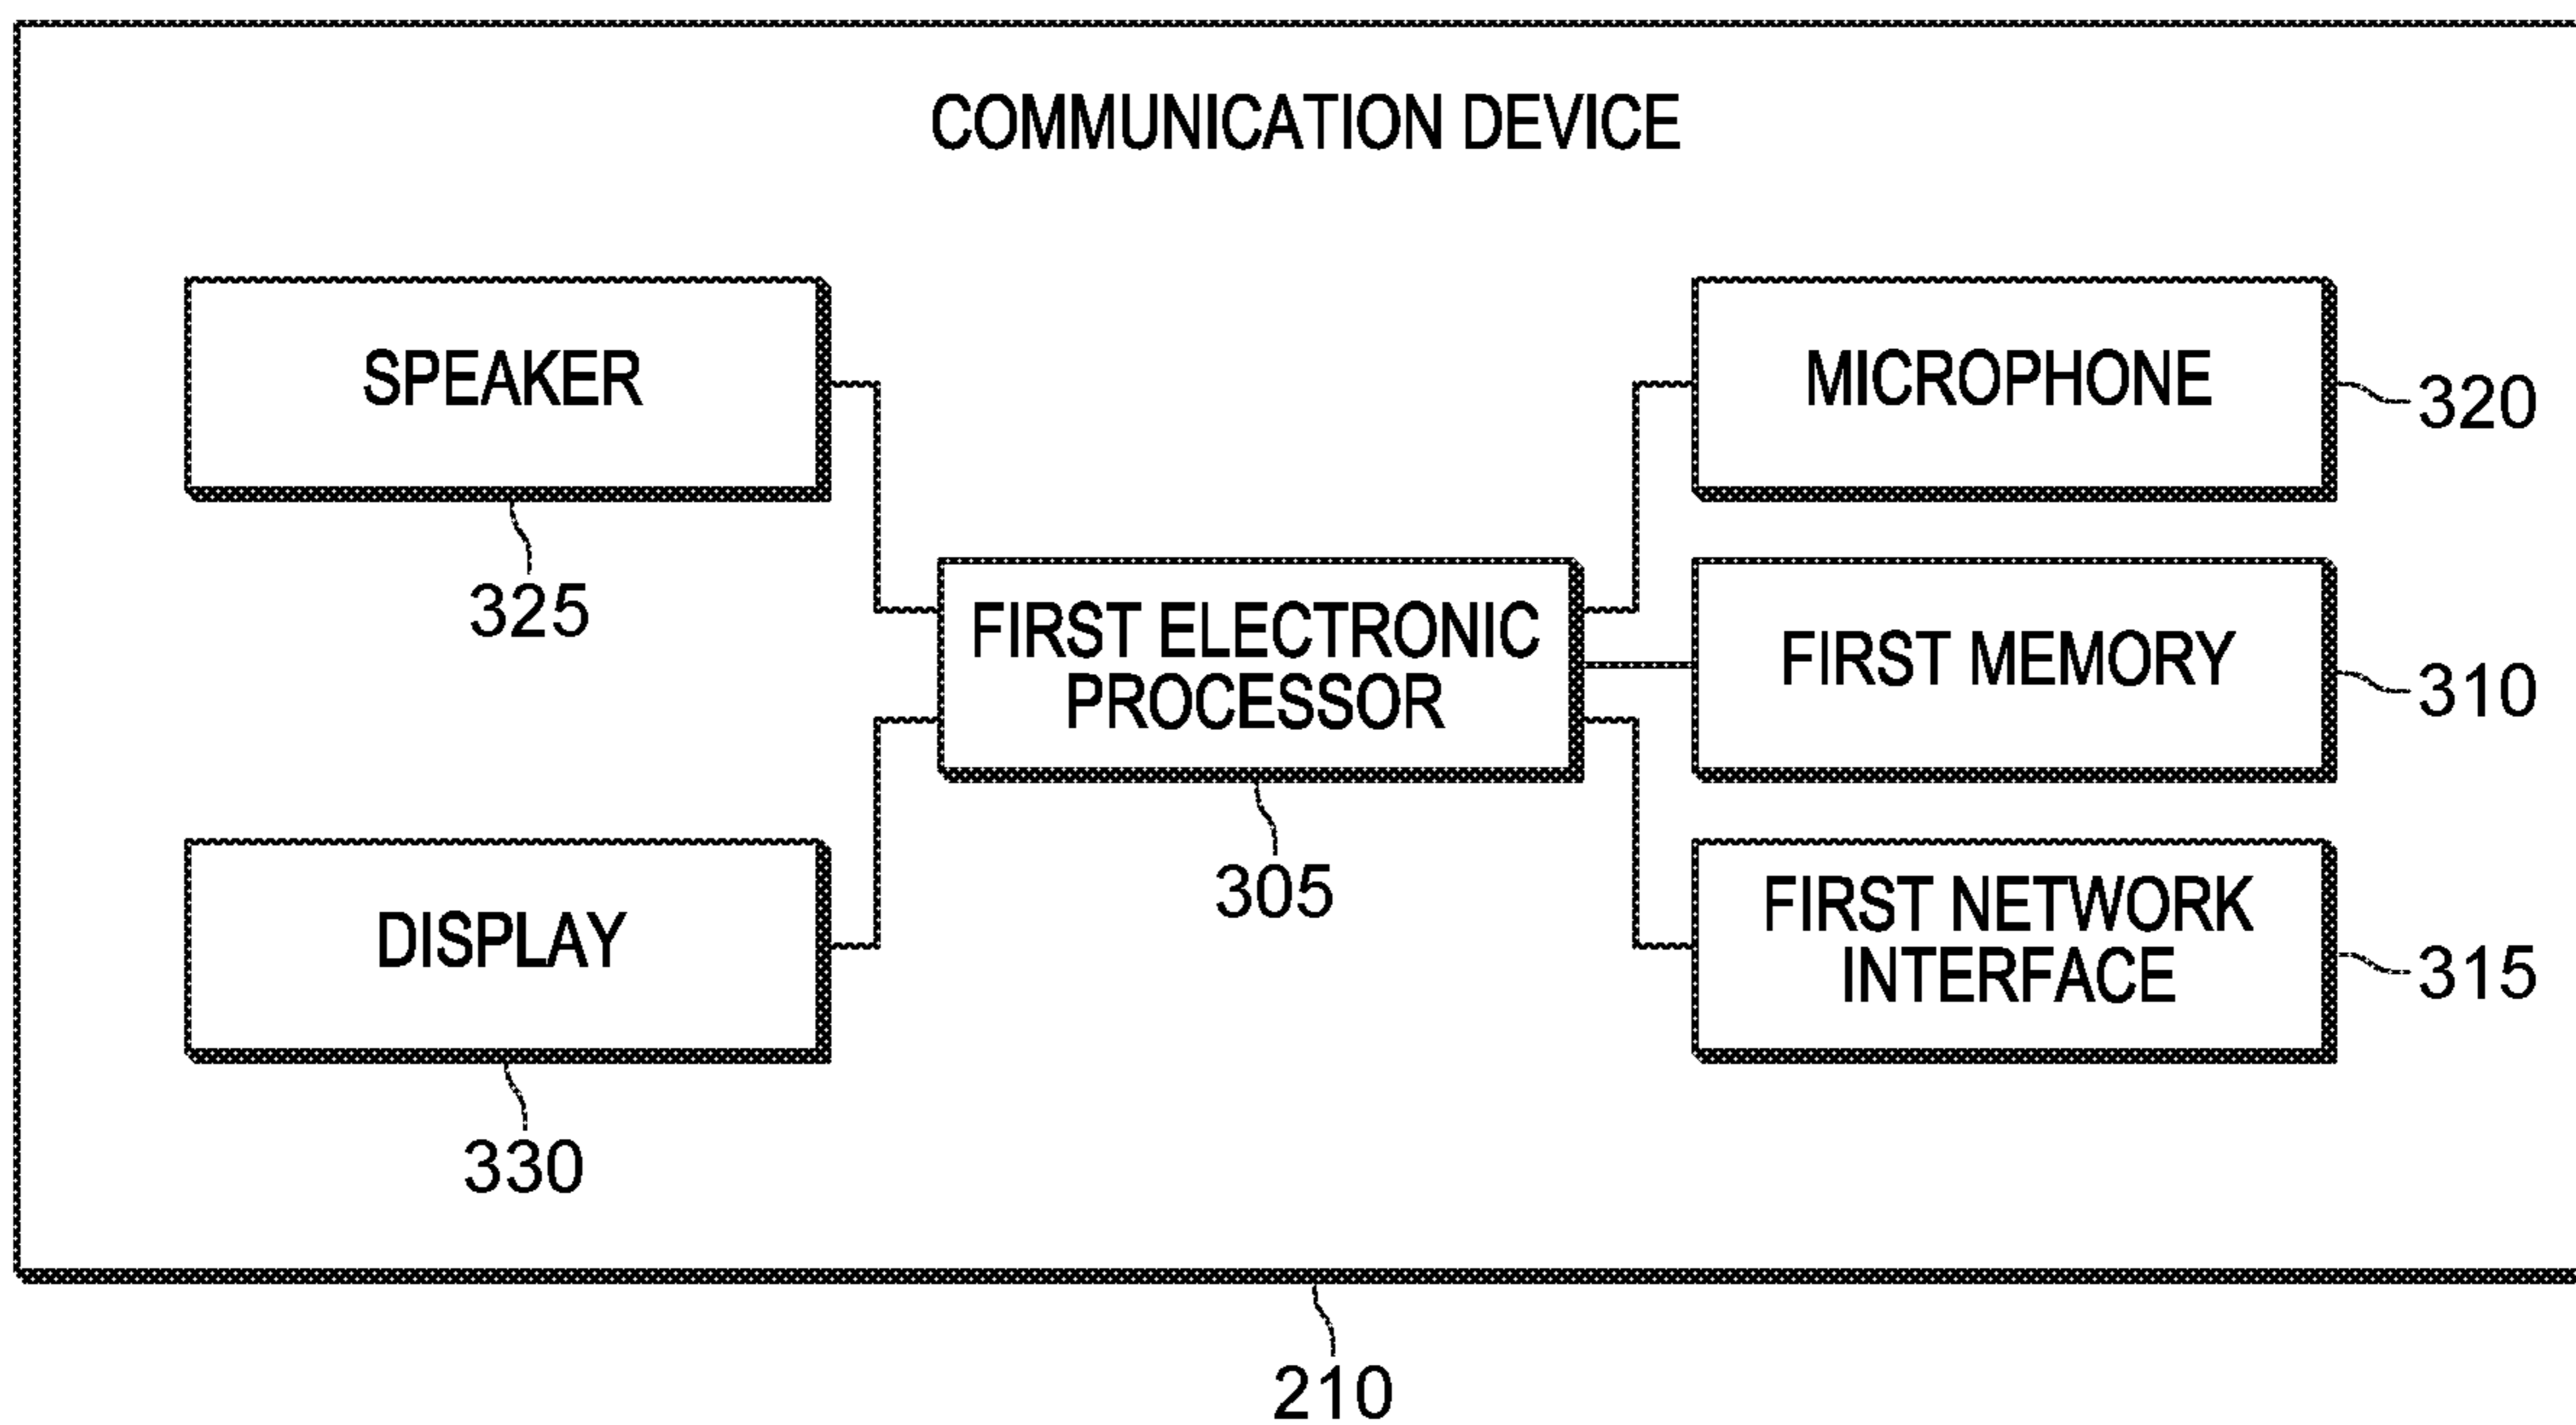 COMMUNICATION DEVICE
SPEAKER
325
MICROPHONE
320
FIRST ELECTRONIC
PROCESSOR
305
FIRST MEMORY
310
DISPLAY
330
FIRST NETWORK
INTERFACE
315
210